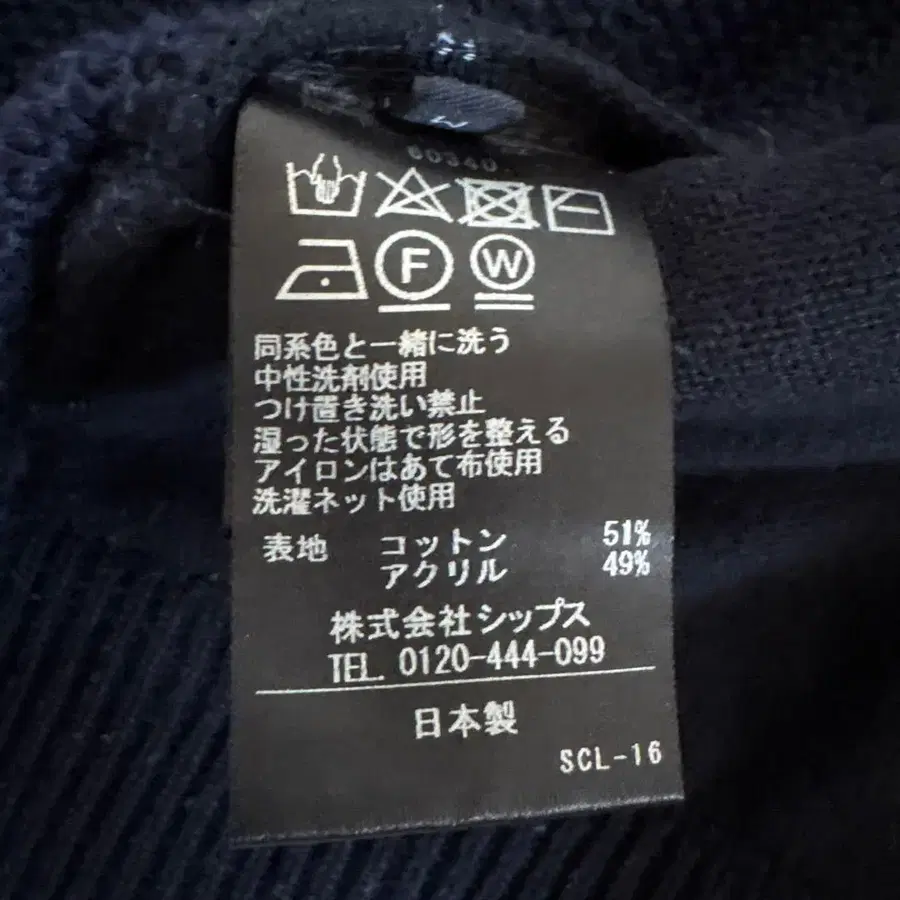 60340
F W
同系色と一緒に洗う
中性洗剤使用
つけ置き洗い禁止
湿った状態で形を整える
アイロンはあて布使用
洗濯ネット使用
表地 コットン 51%
アクリル 49%
株式会社シップス
TEL. 0120-444-099
日本製
SCL-16